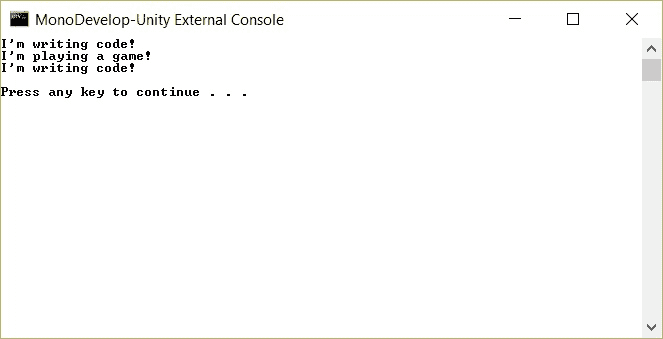 MonoDevelop-Unity External Console
I'm writing code!
I'm playing a game!
I'm writing code!
Press any key to continue . . .